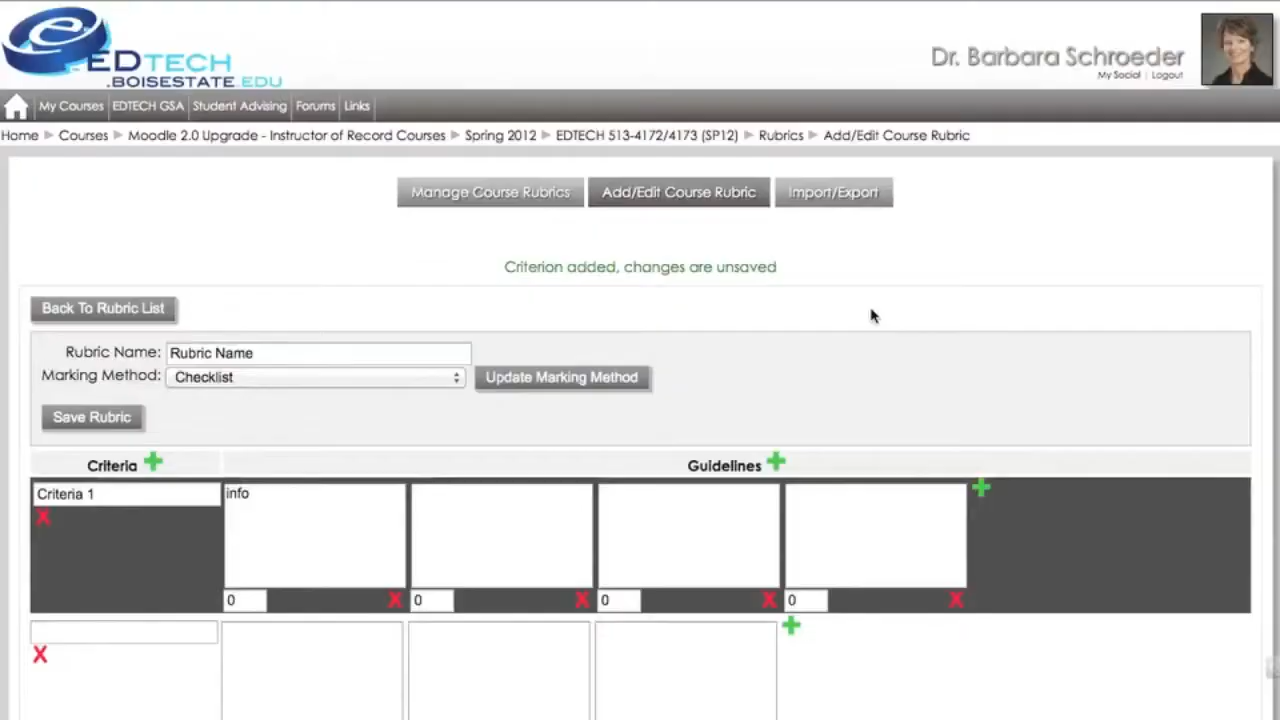 e
EDTECH
.BOISESTATE.EDU
Dr. Barbara Schroeder
My Social | Logout
My Courses EDTECH GSA Student Advising Forums Links
Home Courses Moodle 2.0 Upgrade - Instructor of Record Courses Spring 2012 EDTECH 513-4172/4173 (SP12) Rubrics Add/Edit Course Rubric
Manage Course Rubrics Add/Edit Course Rubric Import/Export
Criterion added, changes are unsaved
Back To Rubric List
Rubric Name: Rubric Name
Marking Method: Checklist Update Marking Method
Save Rubric
Criteria Guidelines
Criteria 1 info
X
0 X 0 X 0 X 0 X
X